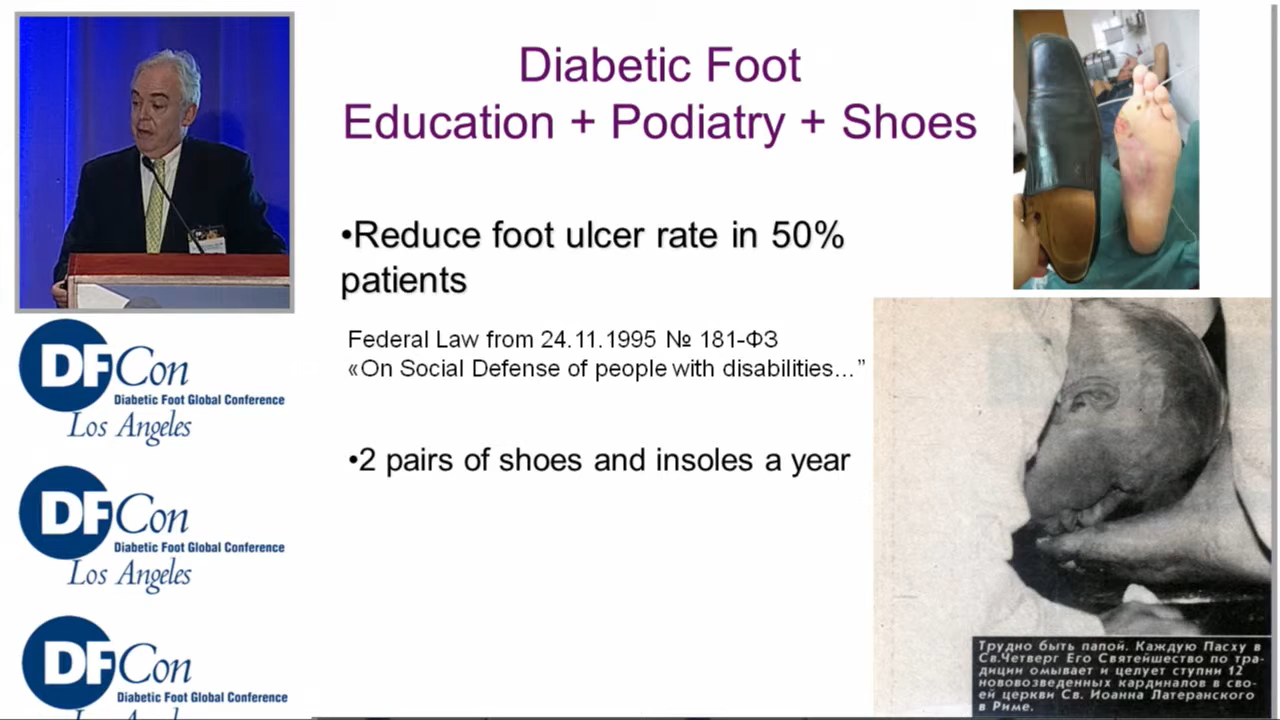 Diabetic Foot
Education + Podiatry + Shoes
•Reduce foot ulcer rate in 50%
patients
Federal Law from 24.11.1995 № 181-ФЗ
«On Social Defense of people with disabilities...”
•2 pairs of shoes and insoles a year
DFCon
Diabetic Foot Global Conference
Los Angeles
DFCon
Diabetic Foot Global Conference
Los Angeles
DFCon
Diabetic Foot Global Conference
Трудно быть папой. Каждую Пасху в
Св.Четверг Его Святейшество по тра-
диции омывает и целует ступни 12
нововозведенных кардиналов в сво-
ей церкви Св. Иоанна Латеранского
в Риме.